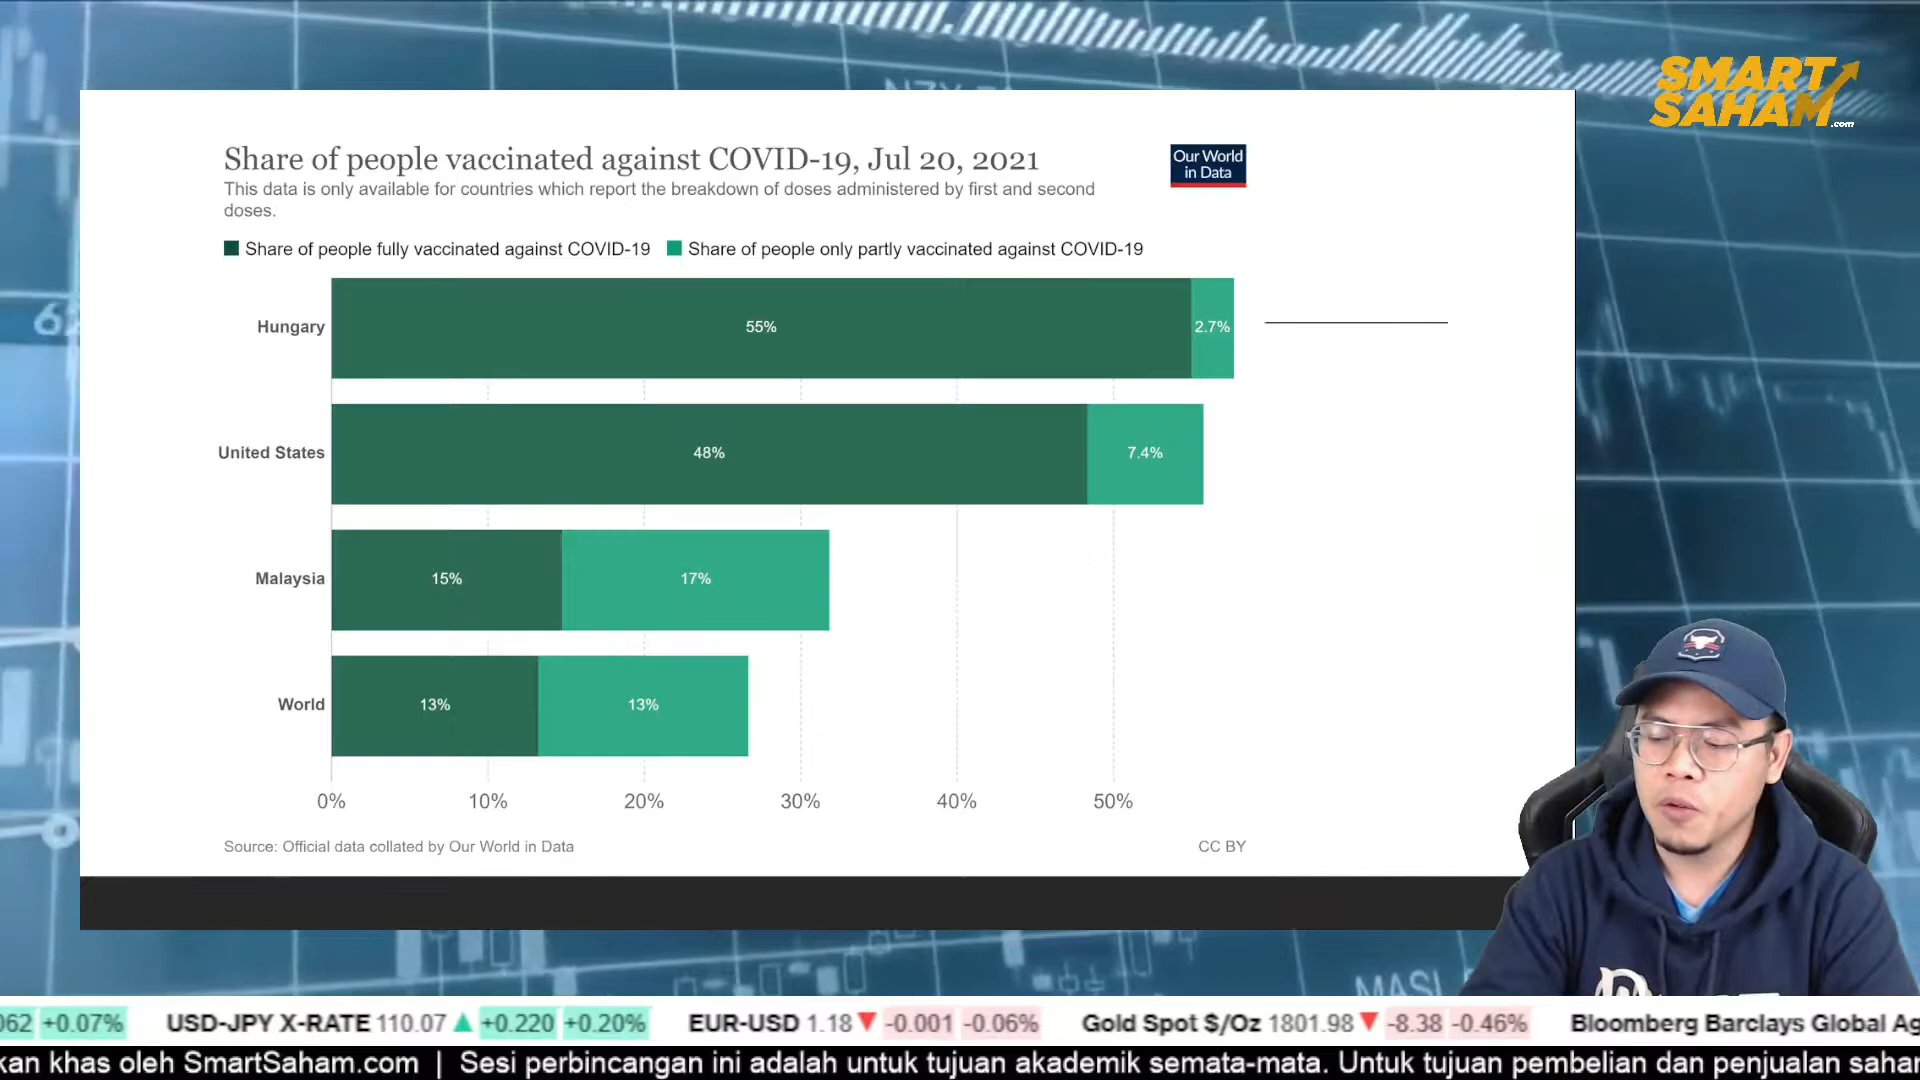 SMART
SAHAM
.com
Share of people vaccinated against COVID-19, Jul 20, 2021
Our World
in Data
This data is only available for countries which report the breakdown of doses administered by first and second
doses.
Share of people fully vaccinated against COVID-19 Share of people only partly vaccinated against COVID-19
Hungary 55% 2.7%
United States 48% 7.4%
Malaysia 15% 17%
World 13% 13%
0% 10% 20% 30% 40% 50%
Source: Official data collated by Our World in Data CC BY
062 +0.07% USD-JPY X-RATE 110.07 ▲ +0.220 +0.20% EUR-USD 1.18 ▼ -0.001 -0.06% Gold Spot $/Oz 1801.98 ▼ -8.38 -0.46% Bloomberg Barclays Global Ag
kan khas oleh SmartSaham.com | Sesi perbincangan ini adalah untuk tujuan akademik semata-mata. Untuk tujuan pembelian dan penjualan saham